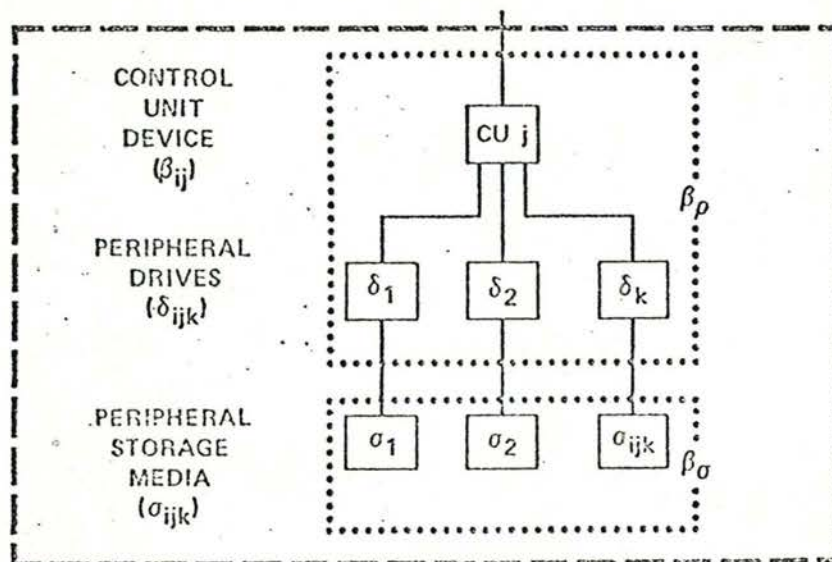 CONTROL
UNIT
DEVICE
(βij)
CU j
βρ
PERIPHERAL
DRIVES
(δijk)
δ1
δ2
δk
PERIPHERAL
STORAGE
MEDIA
(σijk)
σ1
σ2
σijk
βσ